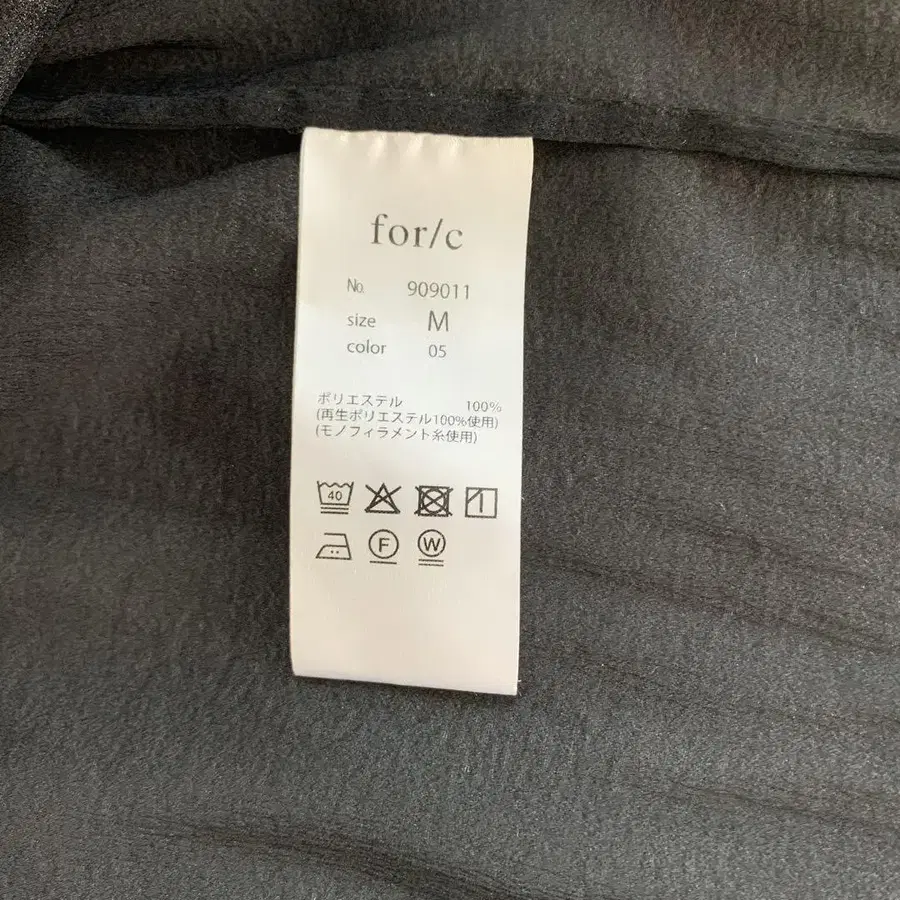 for/c
№ 909011
size M
color 05
ポリエステル 100%
(再生ポリエステル100%使用)
(モノフィラメント糸使用)
40
F W